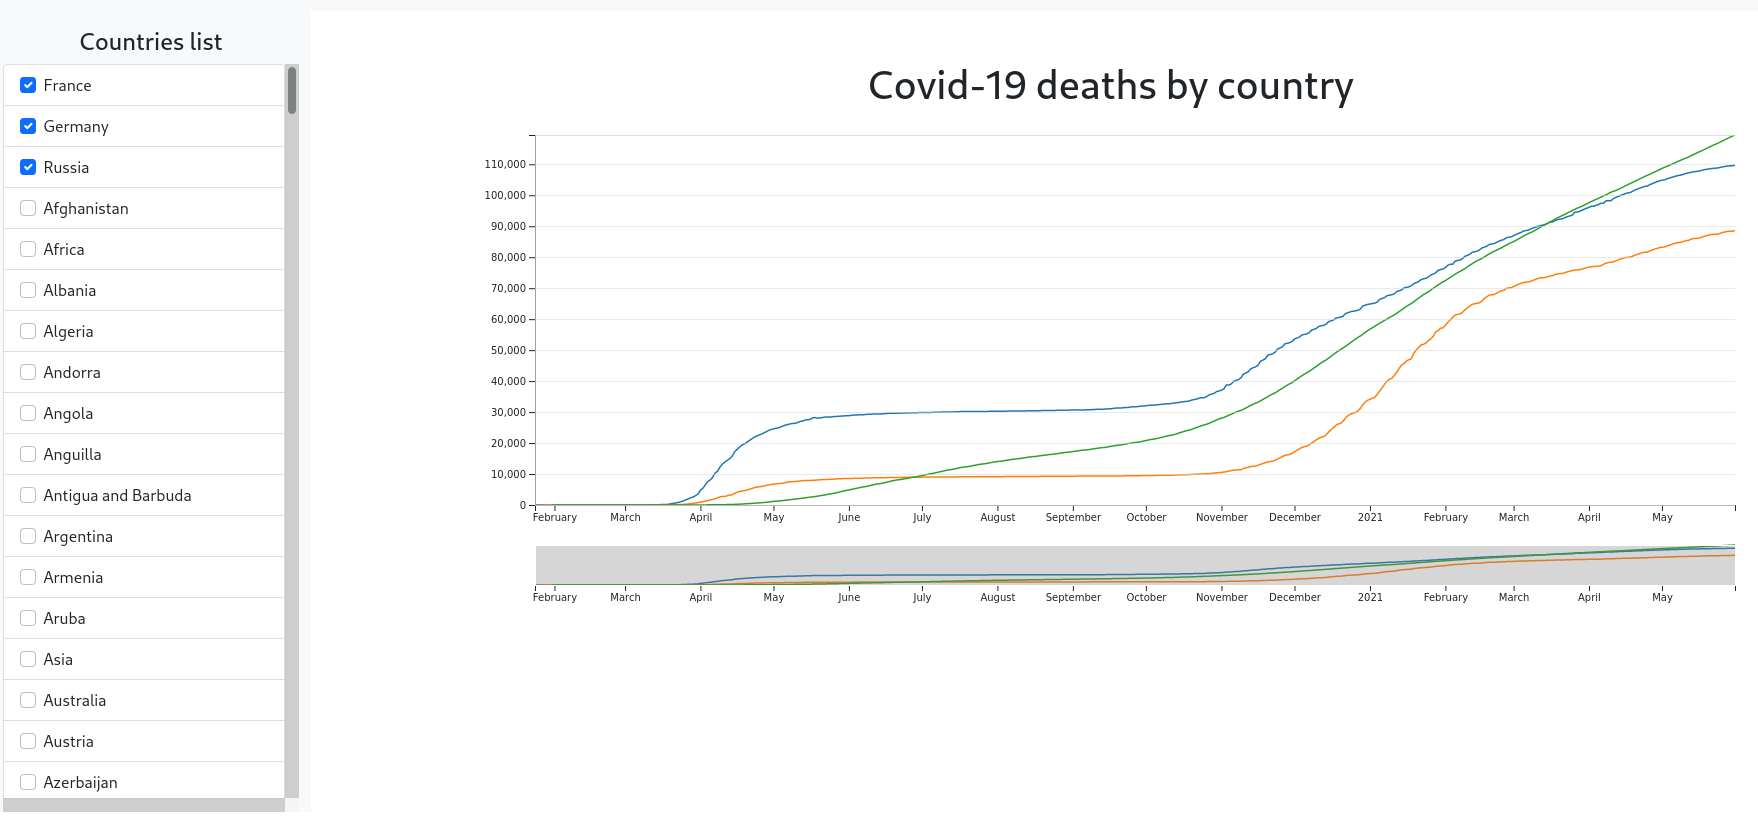 Countries list
France
Germany
Russia
Afghanistan
Africa
Albania
Algeria
Andorra
Angola
Anguilla
Antigua and Barbuda
Argentina
Armenia
Aruba
Asia
Australia
Austria
Azerbaijan
Covid-19 deaths by country
110,000
100,000
90,000
80,000
70,000
60,000
50,000
40,000
30,000
20,000
10,000
0
February March April May June July August September October November December 2021 February March April May
February March April May June July August September October November December 2021 February March April May